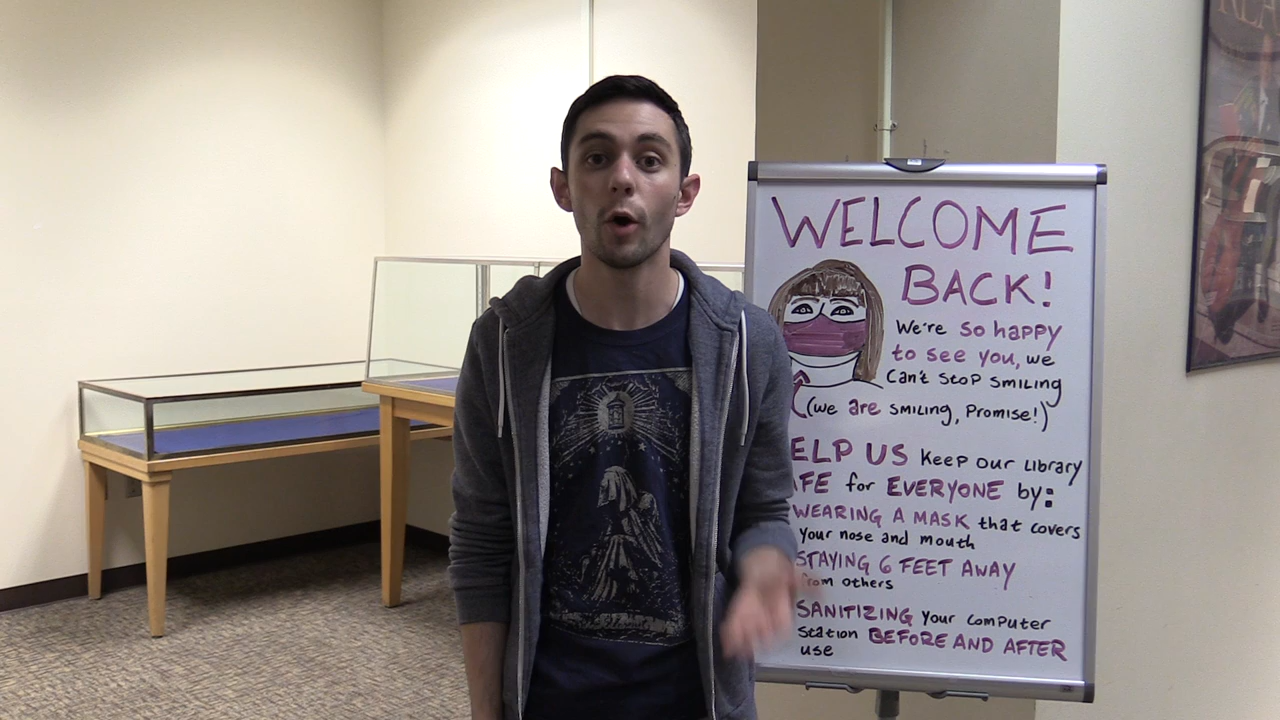 WELCOME
BACK!
We're so happy
to see you, we
can't stop smiling
(we are smiling, Promise!)
ELP US keep our Library
FE for EVERYONE by:
WEARING A MASK that covers
your nose and mouth
STAYING 6 FEET AWAY
from others
SANITIZING your computer
station BEFORE AND AFTER
use